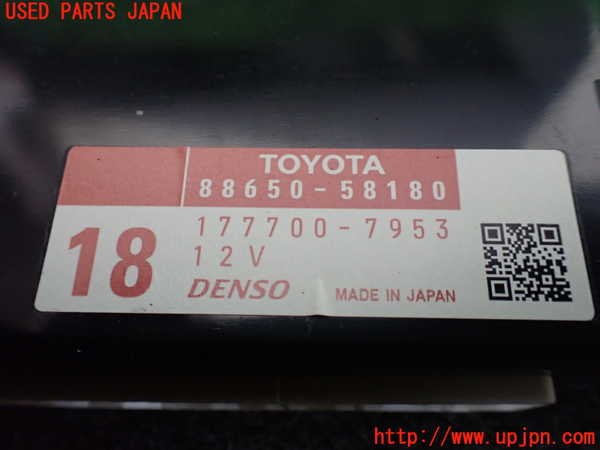 USED PARTS JAPAN
TOYOTA
88650-58180
18
177700-7953
12V
DENSO
MADE IN JAPAN
http://www.upjpn.com/